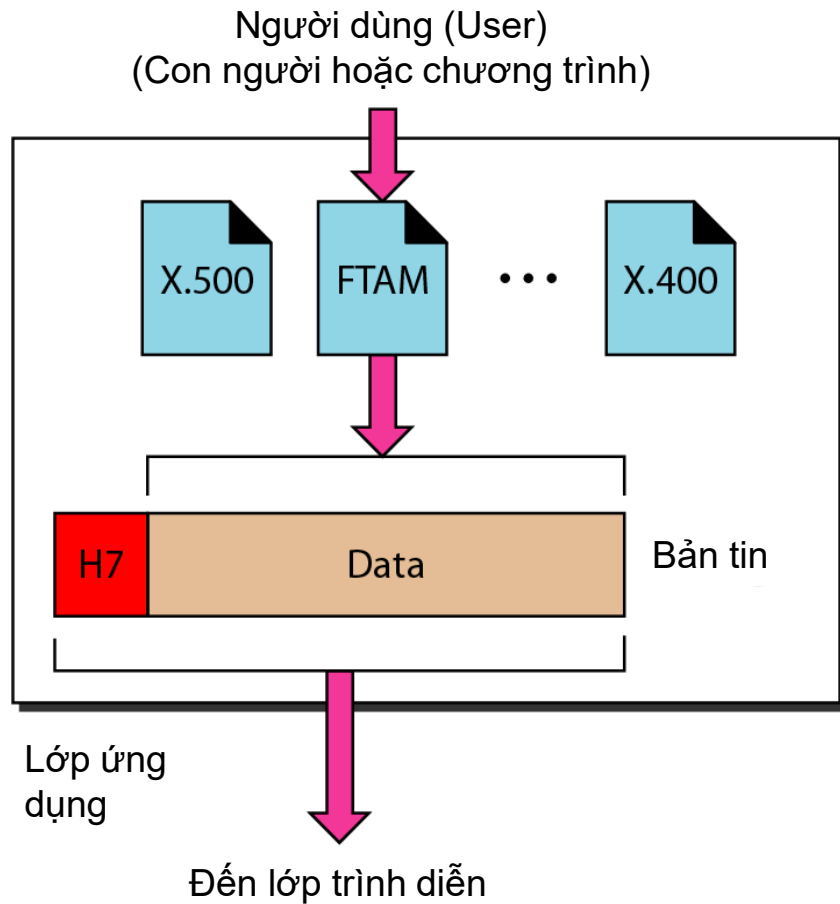 Người dùng (User)
(Con người hoặc chương trình)
X.500
FTAM
...
X.400
H7
Data
Bản tin
Lớp ứng
dụng
Đến lớp trình diễn